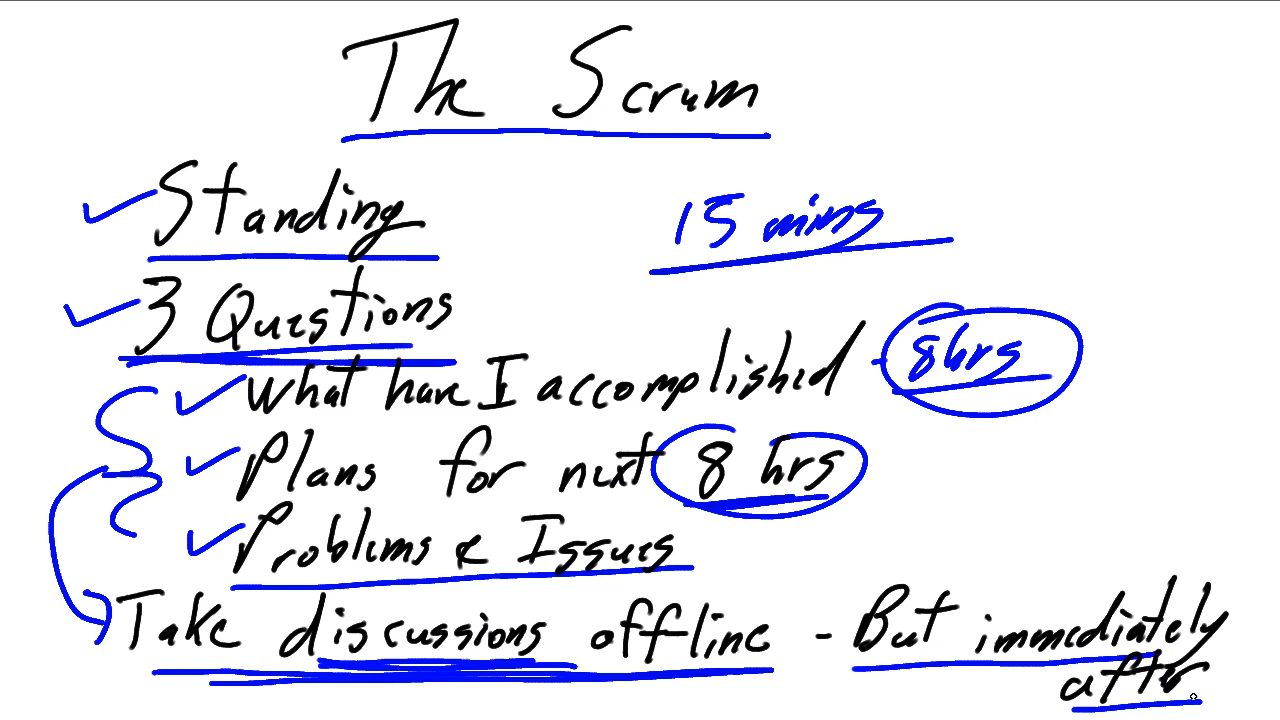 The Scrum
Standing
15 mins
3 Questions
What have I accomplished - 8hrs
Plans for next 8 hrs
Problems & Issues
Take discussions offline - But immediately
after